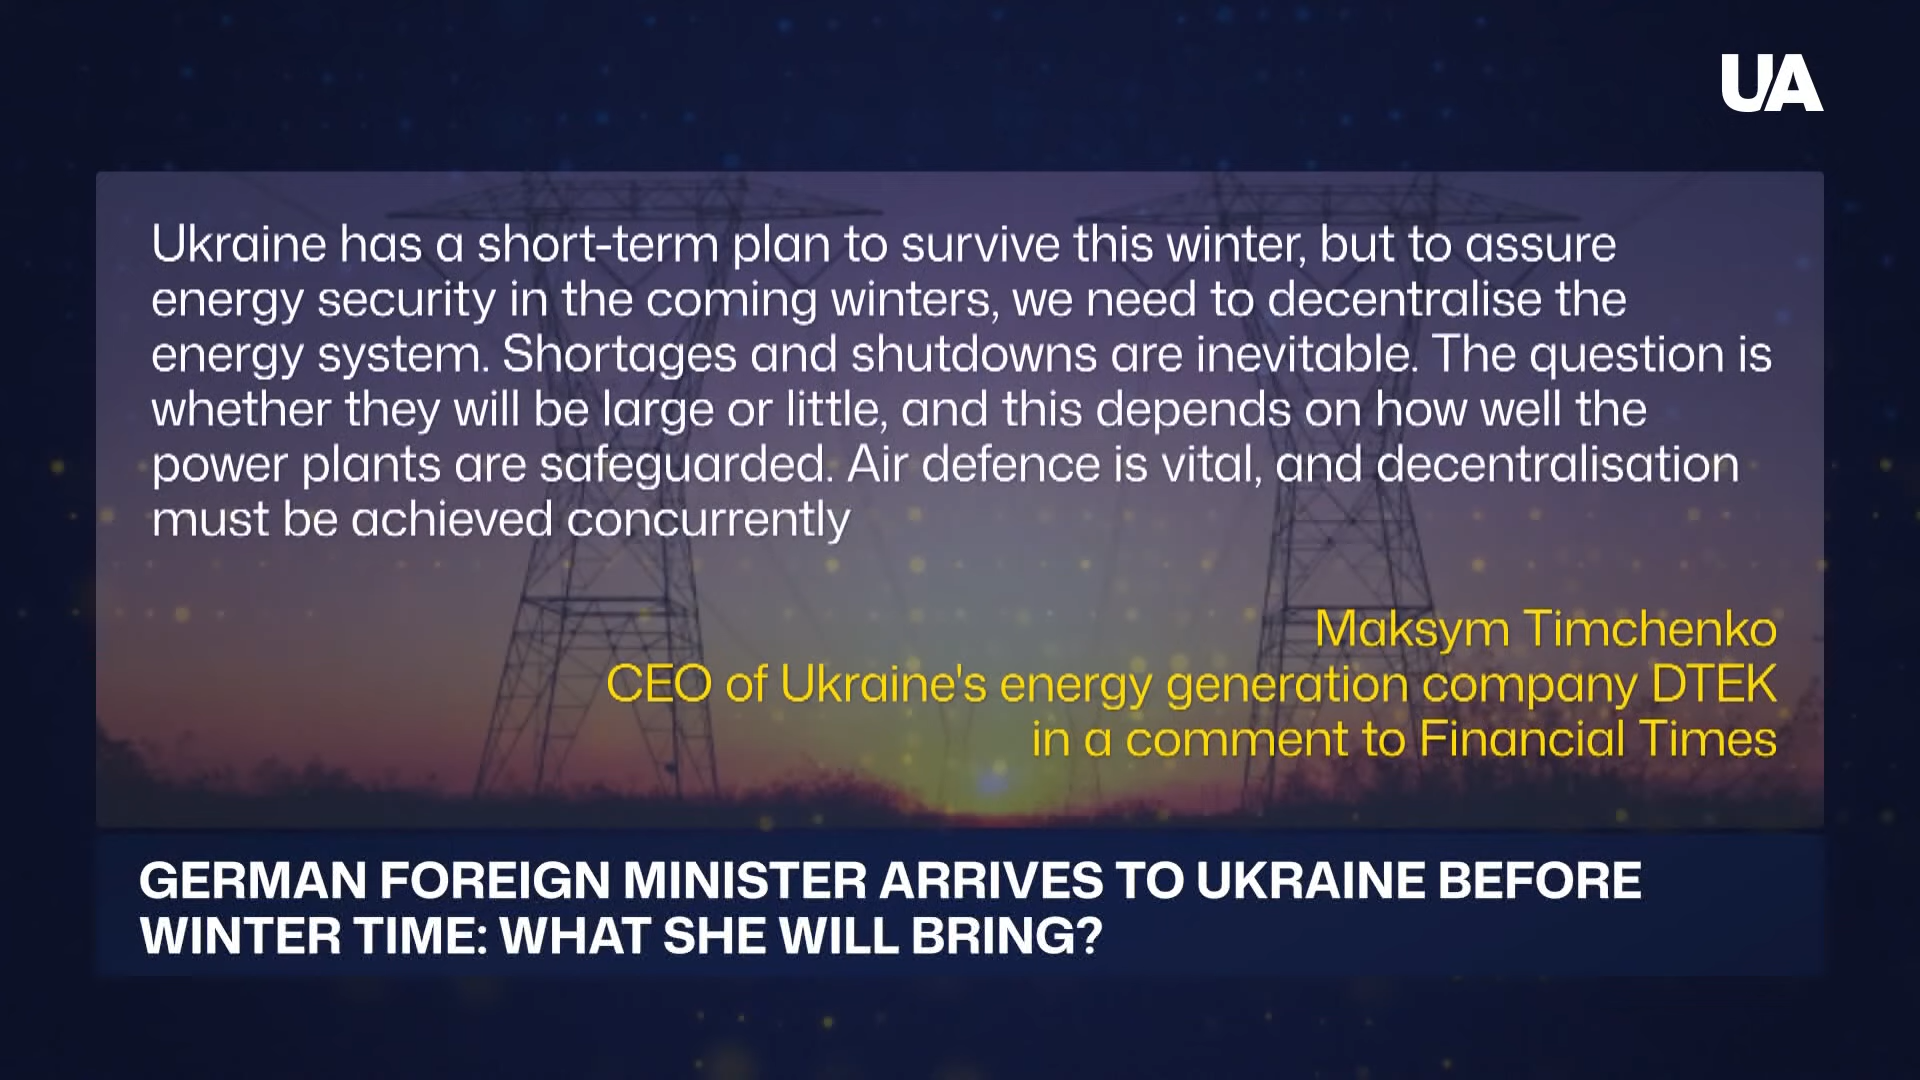 UA
Ukraine has a short-term plan to survive this winter, but to assure
energy security in the coming winters, we need to decentralise the
energy system. Shortages and shutdowns are inevitable. The question is
whether they will be large or little, and this depends on how well the
power plants are safeguarded. Air defence is vital, and decentralisation
must be achieved concurrently
Maksym Timchenko
CEO of Ukraine's energy generation company DTEK
in a comment to Financial Times
GERMAN FOREIGN MINISTER ARRIVES TO UKRAINE BEFORE
WINTER TIME: WHAT SHE WILL BRING?